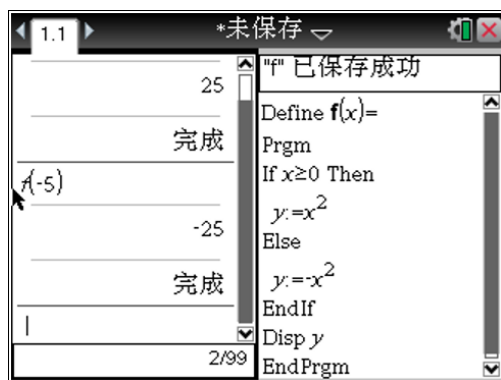 1.1
*未保存
25
完成
f(-5)
-25
完成
2/99
"f" 已保存成功
Define f(x)=
Prgm
If x≥0 Then
y:=x²
Else
y:=-x²
EndIf
Disp y
EndPrgm